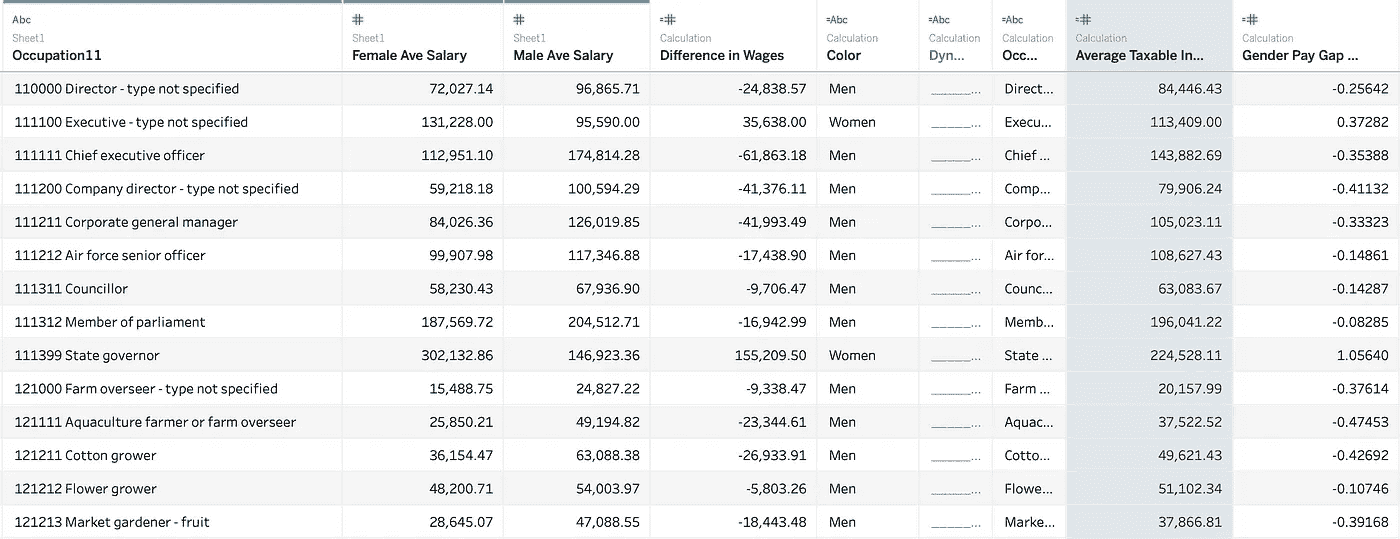 Abc # # =# =Abc =Abc =Abc =# =#
Sheet1 Sheet1 Sheet1 Calculation Calculation Calculation Calculation Calculation Calculation
Occupation11 Female Ave Salary Male Ave Salary Difference in Wages Color Dyn... Occ... Average Taxable In... Gender Pay Gap ...
110000 Director - type not specified 72,027.14 96,865.71 -24,838.57 Men _____... Direct... 84,446.43 -0.25642
111100 Executive - type not specified 131,228.00 95,590.00 35,638.00 Women _____... Execu... 113,409.00 0.37282
111111 Chief executive officer 112,951.10 174,814.28 -61,863.18 Men _____... Chief ... 143,882.69 -0.35388
111200 Company director - type not specified 59,218.18 100,594.29 -41,376.11 Men _____... Comp... 79,906.24 -0.41132
111211 Corporate general manager 84,026.36 126,019.85 -41,993.49 Men _____... Corpo... 105,023.11 -0.33323
111212 Air force senior officer 99,907.98 117,346.88 -17,438.90 Men _____... Air for... 108,627.43 -0.14861
111311 Councillor 58,230.43 67,936.90 -9,706.47 Men _____... Counc... 63,083.67 -0.14287
111312 Member of parliament 187,569.72 204,512.71 -16,942.99 Men _____... Memb... 196,041.22 -0.08285
111399 State governor 302,132.86 146,923.36 155,209.50 Women _____... State ... 224,528.11 1.05640
121000 Farm overseer - type not specified 15,488.75 24,827.22 -9,338.47 Men _____... Farm ... 20,157.99 -0.37614
121111 Aquaculture farmer or farm overseer 25,850.21 49,194.82 -23,344.61 Men _____... Aquac... 37,522.52 -0.47453
121211 Cotton grower 36,154.47 63,088.38 -26,933.91 Men _____... Cotto... 49,621.43 -0.42692
121212 Flower grower 48,200.71 54,003.97 -5,803.26 Men _____... Flowe... 51,102.34 -0.10746
121213 Market gardener - fruit 28,645.07 47,088.55 -18,443.48 Men _____... Marke... 37,866.81 -0.39168